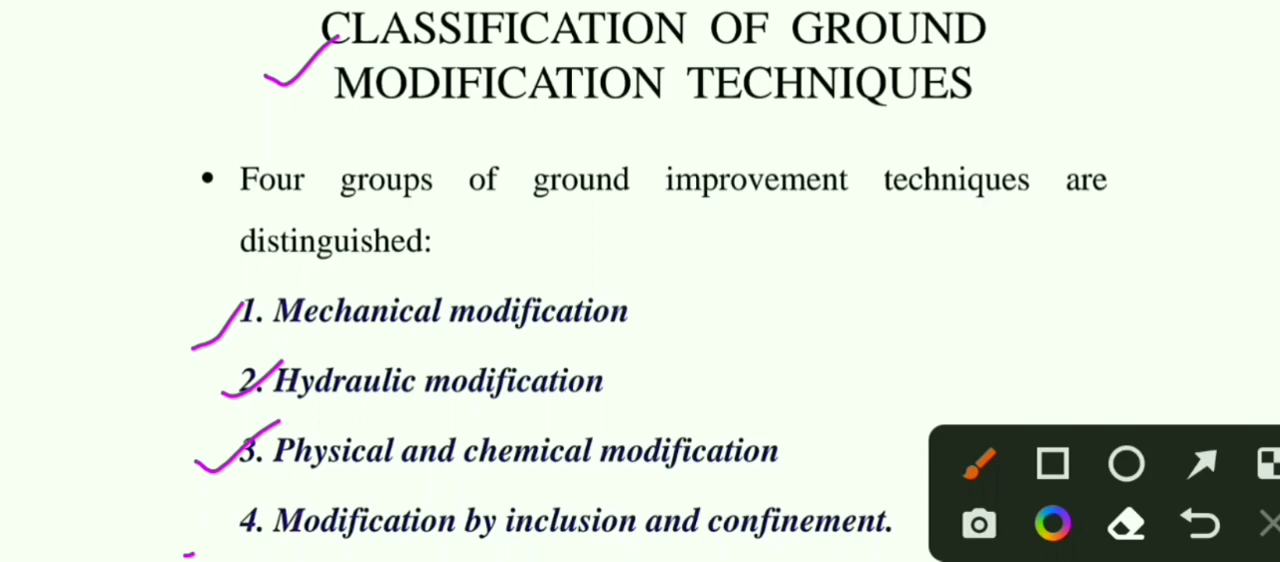 CLASSIFICATION OF GROUND
MODIFICATION TECHNIQUES
• Four groups of ground improvement techniques are
distinguished:
1. Mechanical modification
2. Hydraulic modification
3. Physical and chemical modification
4. Modification by inclusion and confinement.